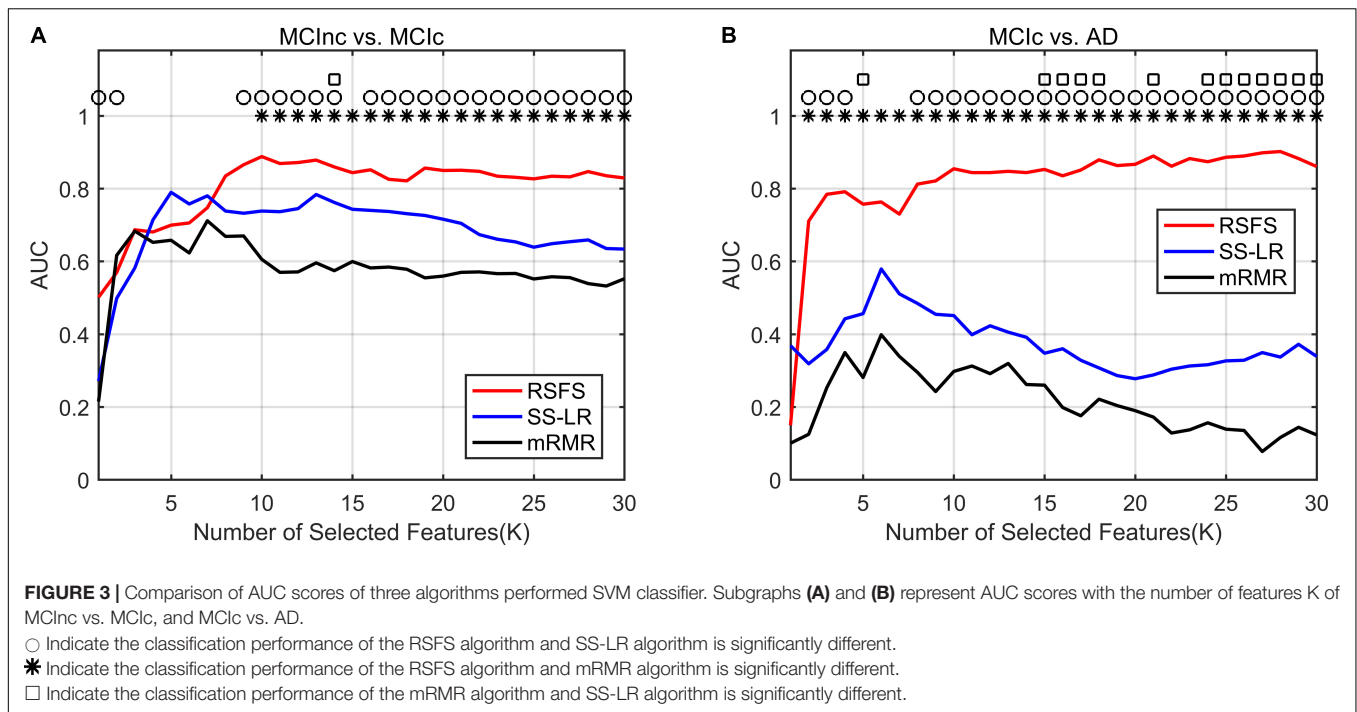 A
MCInc vs. MCIc
1
0.8
0.6
0.4
0.2
0
AUC
5
10
15
20
25
30
Number of Selected Features(K)
RSFS
SS-LR
mRMR
B
MCIc vs. AD
1
0.8
0.6
0.4
0.2
0
AUC
5
10
15
20
25
30
Number of Selected Features(K)
RSFS
SS-LR
mRMR
FIGURE 3 | Comparison of AUC scores of three algorithms performed SVM classifier. Subgraphs (A) and (B) represent AUC scores with the number of features K of
MCInc vs. MCIc, and MCIc vs. AD.
○ Indicate the classification performance of the RSFS algorithm and SS-LR algorithm is significantly different.
✱ Indicate the classification performance of the RSFS algorithm and mRMR algorithm is significantly different.
□ Indicate the classification performance of the mRMR algorithm and SS-LR algorithm is significantly different.